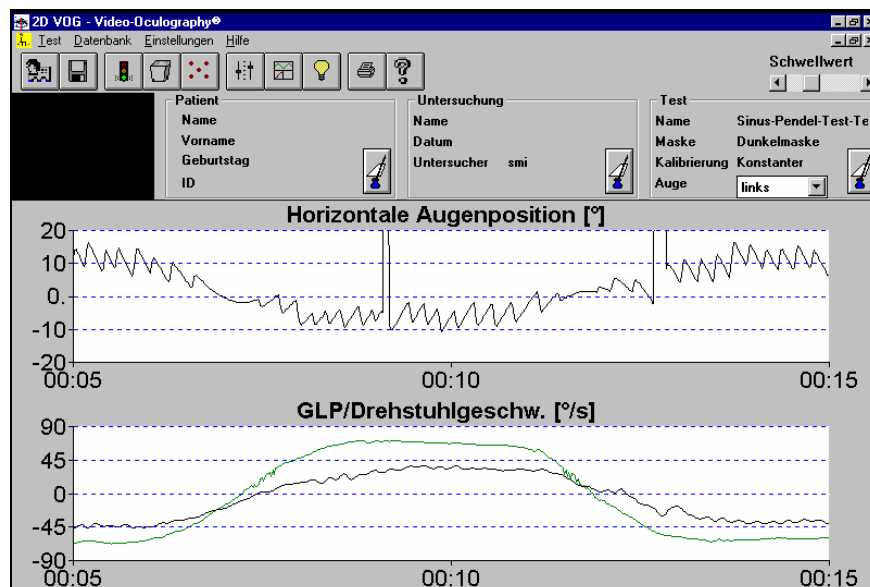 2D VOG - Video-Oculography®
Test Datenbank Einstellungen Hilfe
Schwellwert
Patient
Name
Vorname
Geburtstag
ID
Untersuchung
Name
Datum
Untersucher smi
Test
Name Sinus-Pendel-Test-Te
Maske Dunkelmaske
Kalibrierung Konstanter
Auge links
Horizontale Augenposition [º]
20
10
0.
-10
-20
00:05 00:10 00:15
GLP/Drehstuhlgeschw. [º/s]
90
45
0
-45
-90
00:05 00:10 00:15